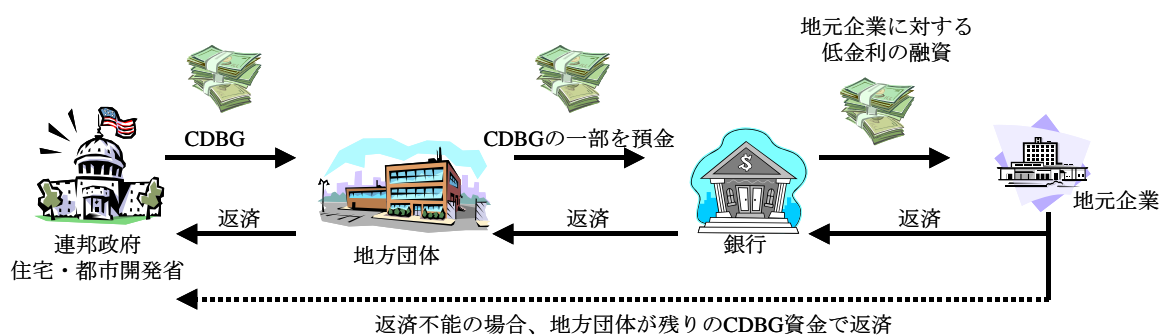 地元企業に対する
低金利の融資
CDBG
CDBGの一部を預金
$
地元企業
返済
返済
返済
連邦政府
住宅・都市開発省
地方団体
銀行
返済不能の場合、地方団体が残りのCDBG資金で返済